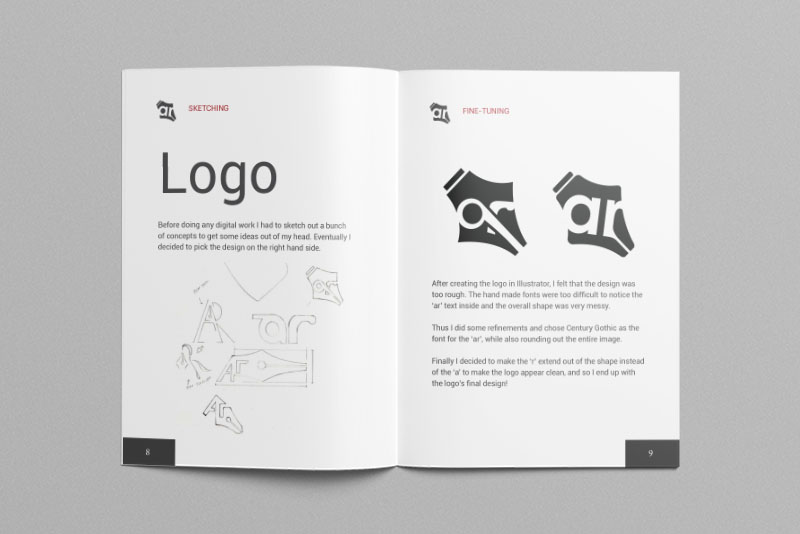 ar
SKETCHING
Logo
Before doing any digital work I had to sketch out a bunch
of concepts to get some ideas out of my head. Eventually I
decided to pick the design on the right hand side.
ar
AF
8
ar
FINE-TUNING
ar
ar
After creating the logo in Illustrator, I felt that the design was
too rough. The hand made fonts were too difficult to notice the
‘ar’ text inside and the overall shape was very messy.
Thus I did some refinements and chose Century Gothic as the
font for the ‘ar’, while also rounding out the entire image.
Finally I decided to make the ‘r’ extend out of the shape instead
of the ‘a’ to make the logo appear clean, and so I end up with
the logo’s final design!
9